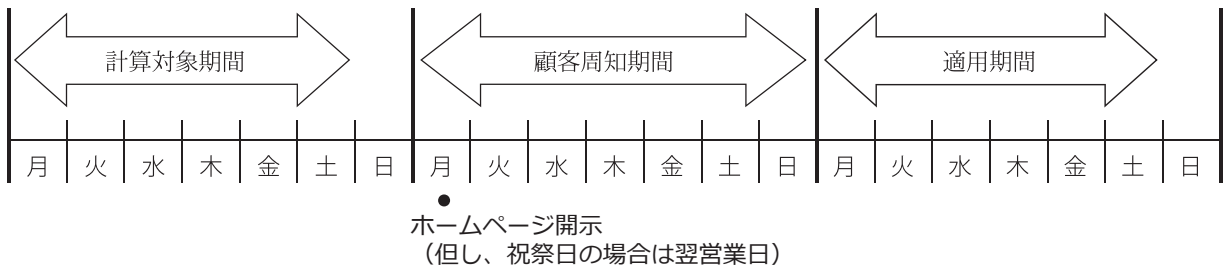 計算対象期間 顧客周知期間 適用期間
月 火 水 木 金 土 日 月 火 水 木 金 土 日 月 火 水 木 金 土 日
ホームページ開示
（但し、祝祭日の場合は翌営業日）